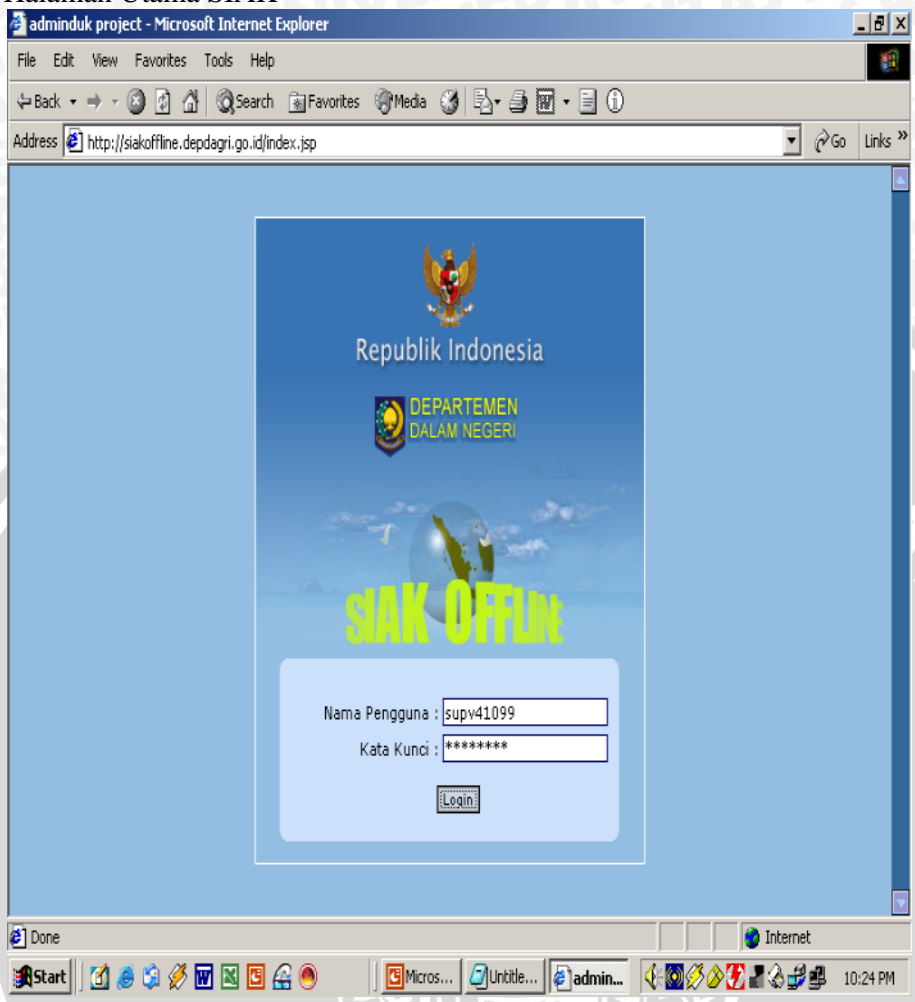 adminduk project - Microsoft Internet Explorer
File Edit View Favorites Tools Help
Back Search Favorites Media
Address http://siakoffline.depdagri.go.id/index.jsp Go Links »
Republik Indonesia
DEPARTEMEN
DALAM NEGERI
SIAK OFFLINE
Nama Pengguna : supv41099
Kata Kunci : ********
Login
Done Internet
Start Micros... Untitle... admin... 10:24 PM